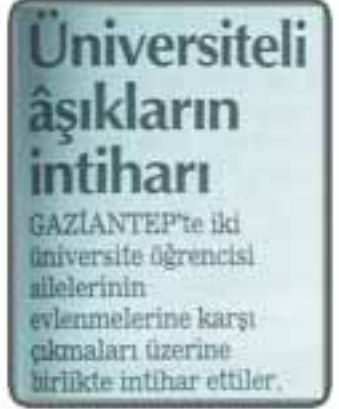 Üniversiteli
âşıkların
intiharı
GAZİANTEP'te iki
üniversite öğrencisi
ailelerinin
evlenmelerine karşı
çıkmaları üzerine
birlikte intihar ettiler.